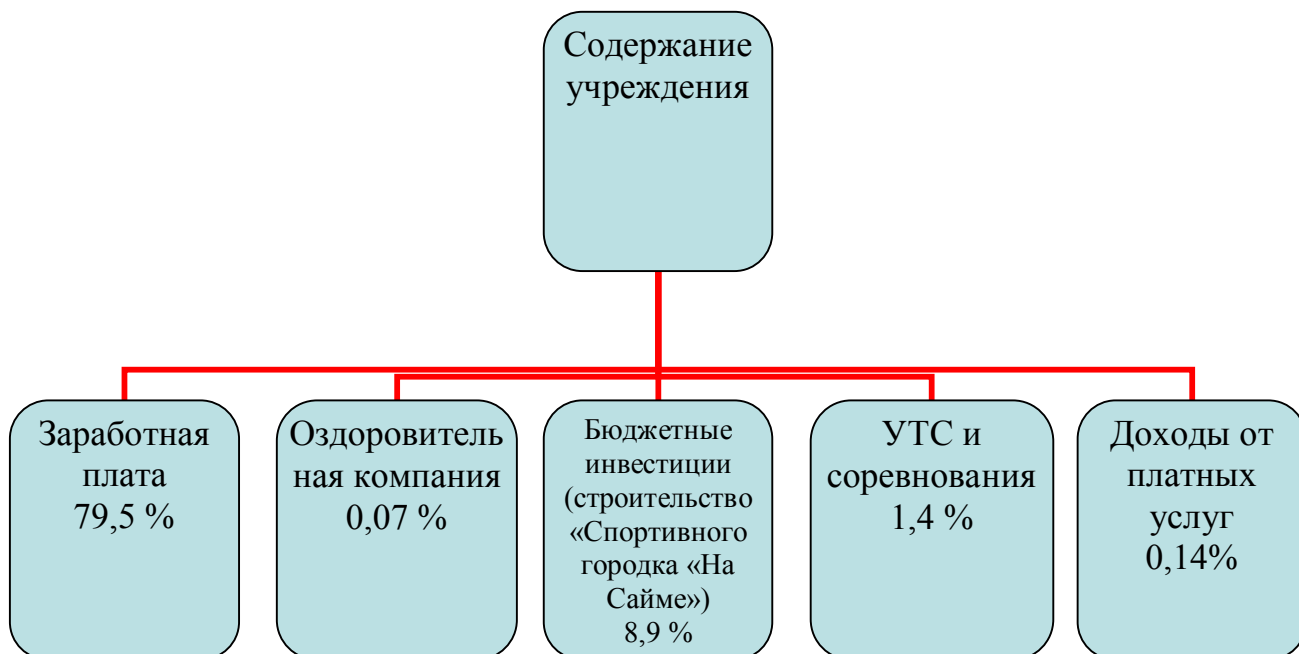 Содержание
учреждения
Заработная
плата
79,5 %
Оздоровитель
ная компания
0,07 %
Бюджетные
инвестиции
(строительство
«Спортивного
городка «На
Сайме»)
8,9 %
УТС и
соревнования
1,4 %
Доходы от
платных
услуг
0,14%